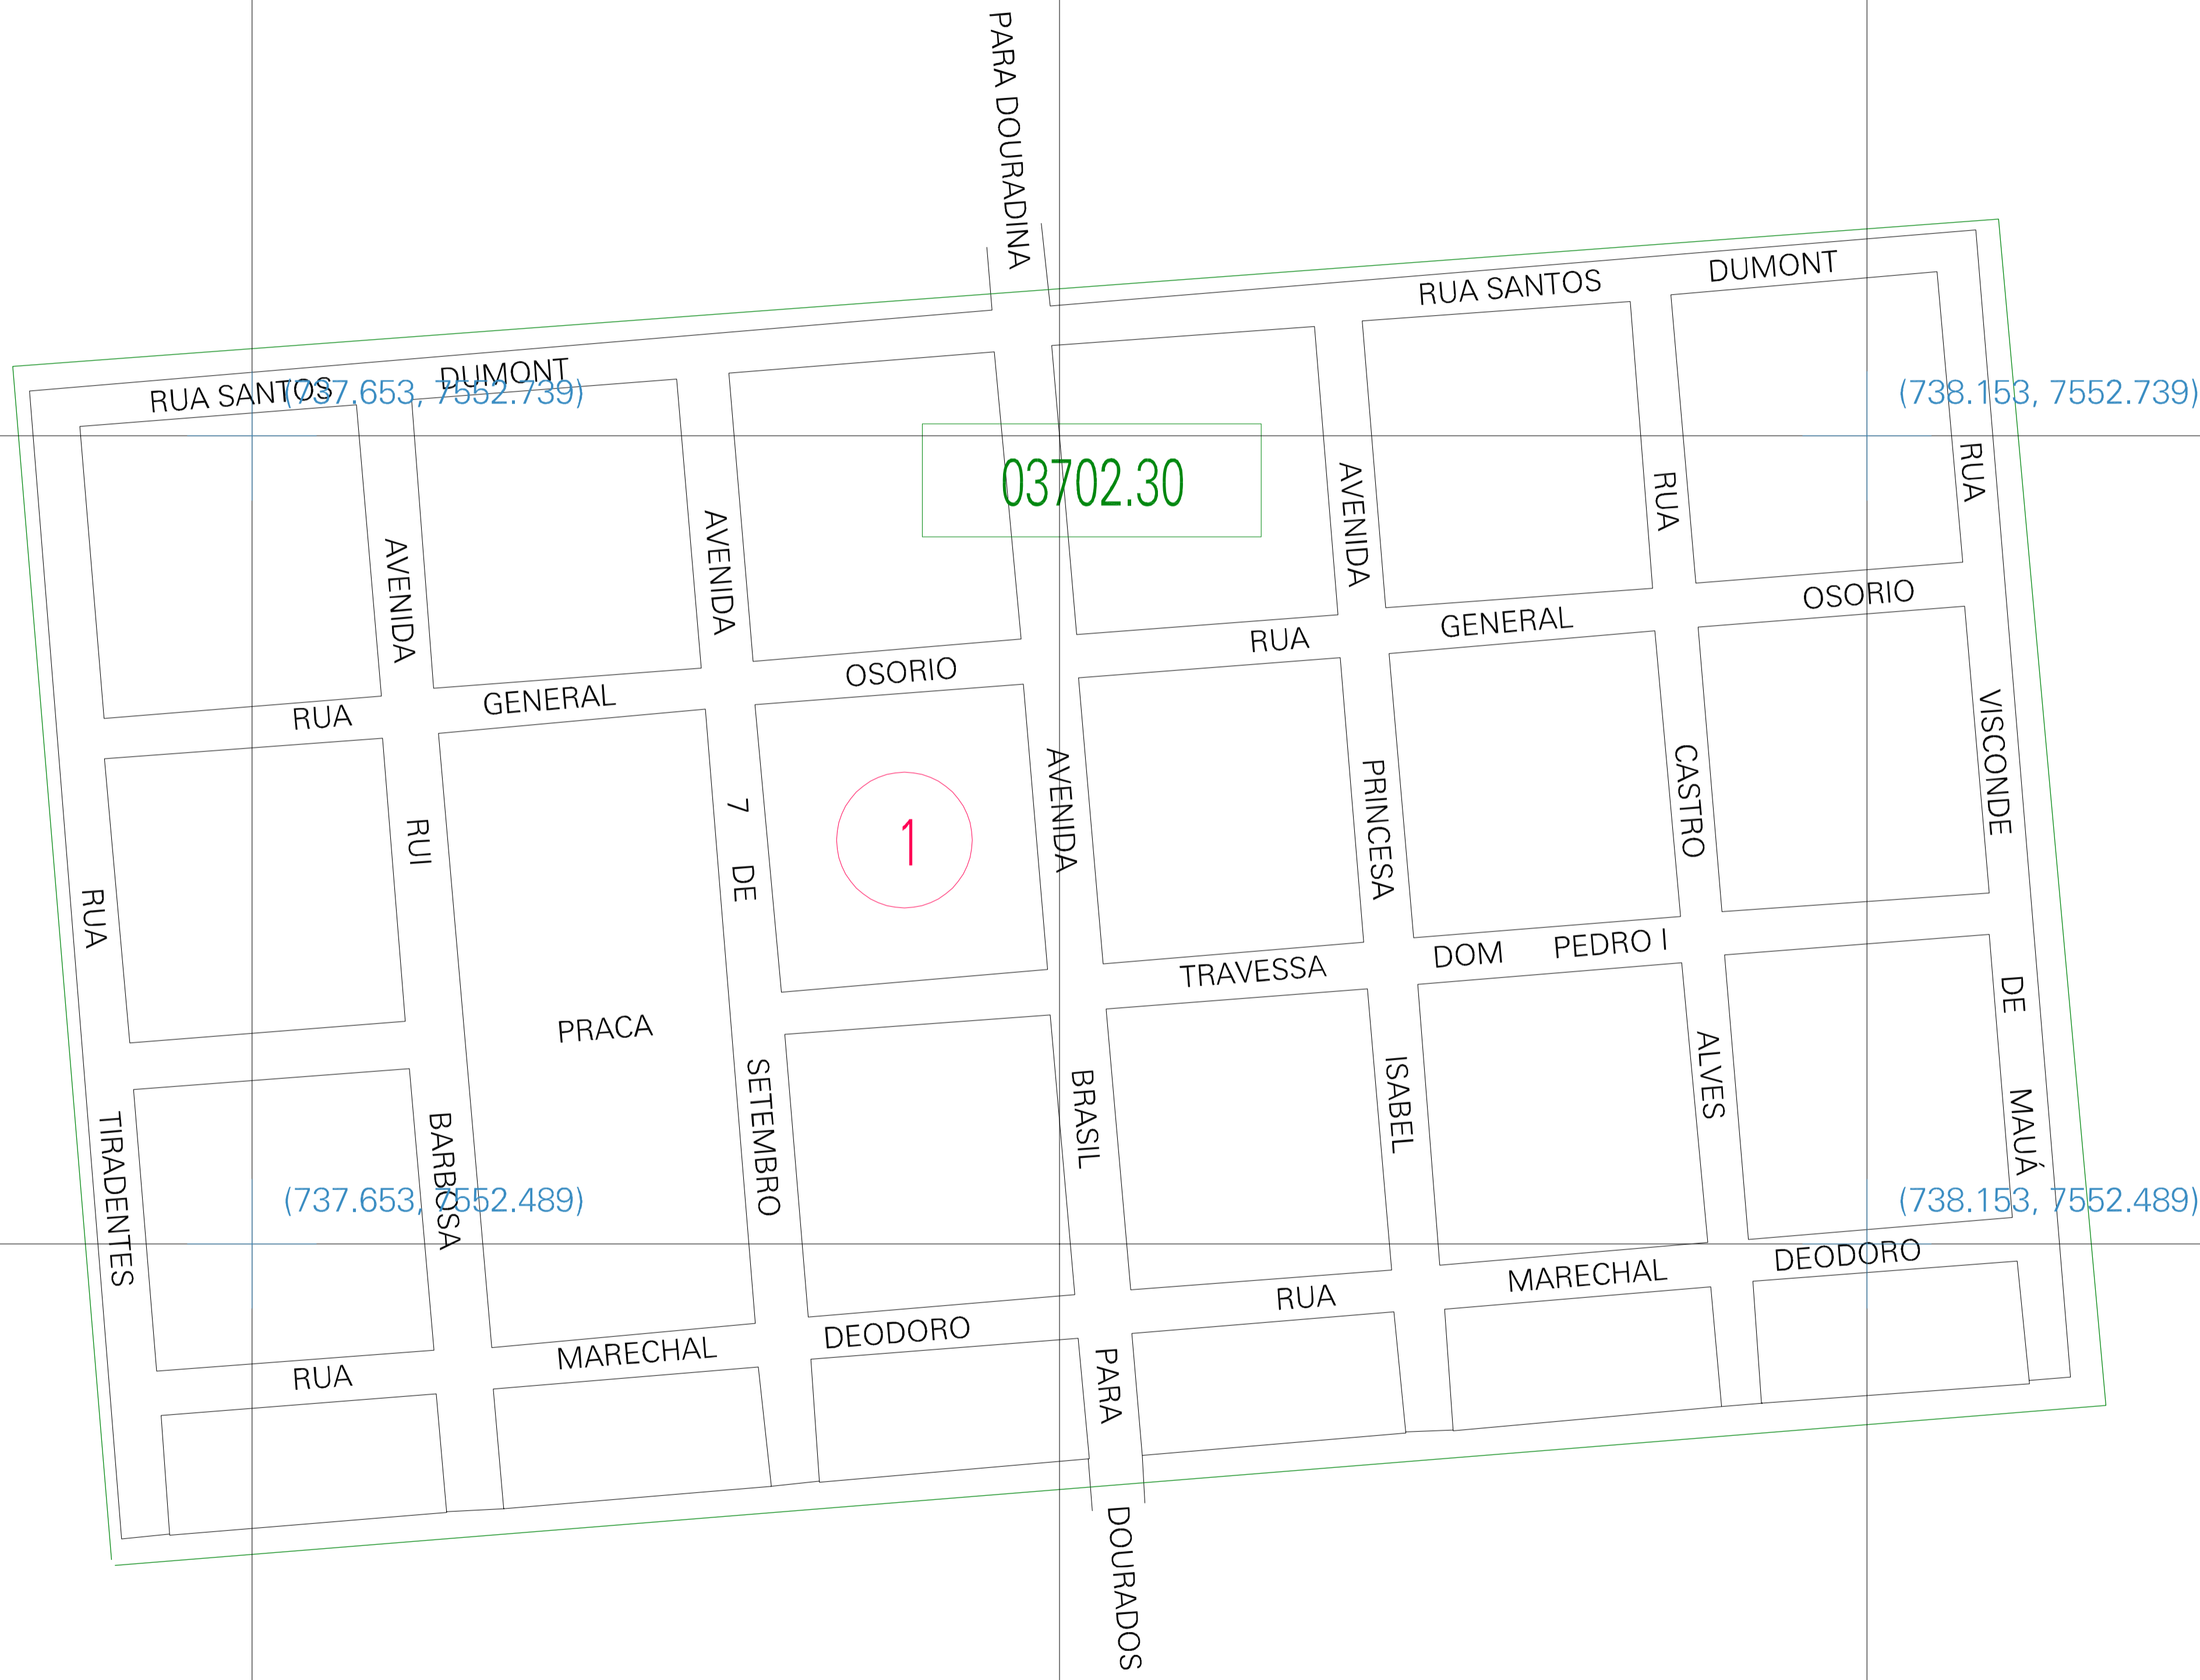 PARA DOURADINA
RUA SANTOS DUMONT
RUA SANTOS DUMONT
(737.653, 7552.739)
(738.153, 7552.739)
03702.30
AVENIDA RUI BARBOSA
AVENIDA 7 DE SETEMBRO
AVENIDA BRASIL
AVENIDA PRINCESA ISABEL
RUA CASTRO ALVES
RUA VISCONDE DE MAUÁ
RUA GENERAL OSORIO
RUA GENERAL OSORIO
1
RUA TIRADENTES
PRACA
TRAVESSA DOM PEDRO I
(737.653, 7552.489)
(738.153, 7552.489)
RUA MARECHAL DEODORO
RUA MARECHAL DEODORO
PARA DOURADOS